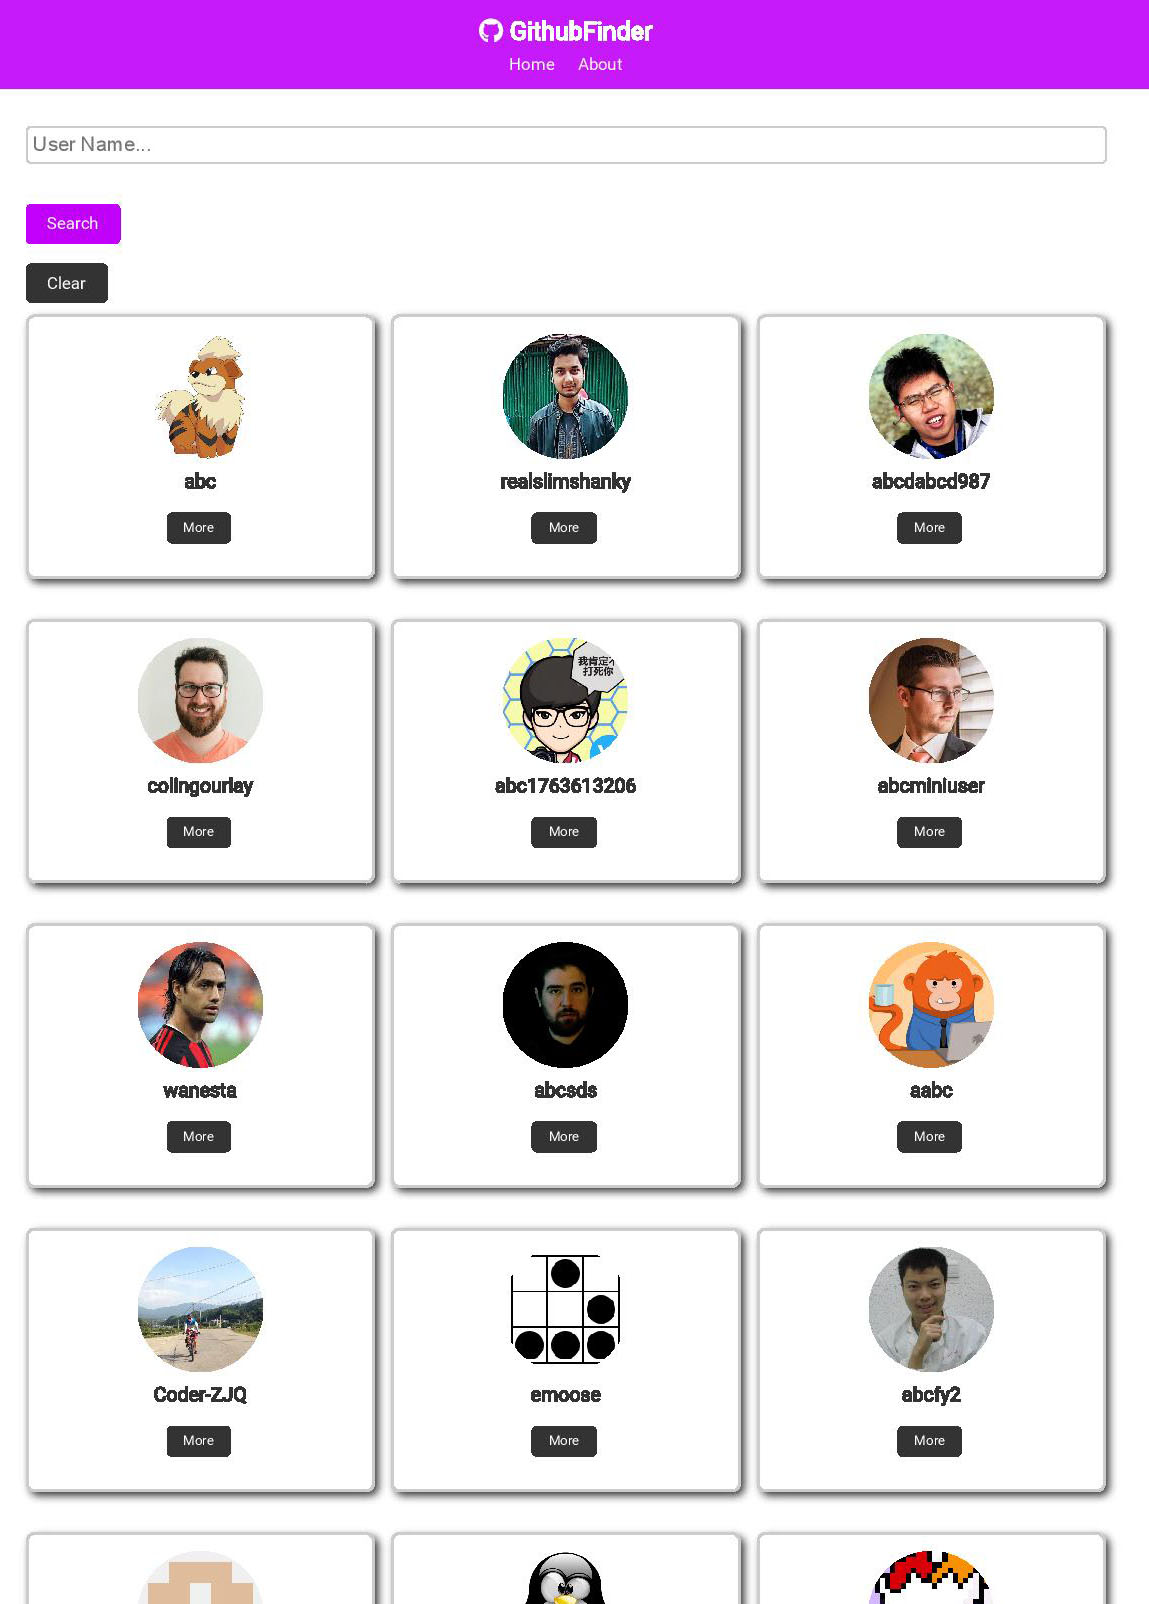 GithubFinder
Home About
User Name...
Search
Clear
abc
More
realslimshanky
More
abcdabcd987
More
colingourlay
More
我肯定
打死你
abc1763613206
More
abcminiuser
More
wanesta
More
abcsds
More
aabc
More
Coder-ZJQ
More
emoose
More
abcfy2
More